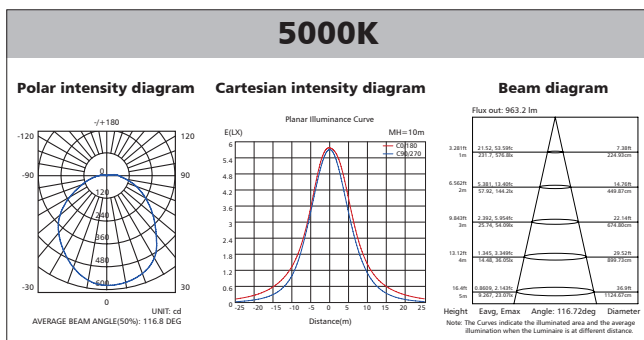 5000K
Polar intensity diagram
Cartesian intensity diagram
Beam diagram
-/+180
-120
120
-90
90
-30
30
0
0
120
240
360
480
600
UNIT: cd
AVERAGE BEAM ANGLE(50%): 116.8 DEG
Planar Illuminance Curve
E(LX)
MH=10m
C0/180
C90/270
6
5.4
4.8
4.2
3.6
3
2.4
1.8
1.2
0.6
0
-25
-20
-15
-10
-5
0
5
10
15
20
25
Distance(m)
Flux out: 963.2 lm
3.281ft
1m
21.52, 53.59fc
231.7, 576.8lx
7.38ft
224.93cm
6.562ft
2m
5.381, 13.40fc
57.92, 144.2lx
14.76ft
449.87cm
9.843ft
3m
2.392, 5.954fc
25.74, 54.09lx
22.14ft
674.80cm
13.12ft
4m
1.345, 3.349fc
14.48, 36.05lx
29.52ft
899.73cm
16.4ft
5m
0.8609, 2.143fc
9.267, 23.07lx
36.9ft
1124.67cm
Height
Eavg, Emax
Angle: 116.72deg
Diameter
Note: The Curves indicate the illuminated area and the average
illumination when the Luminaire is at different distance.